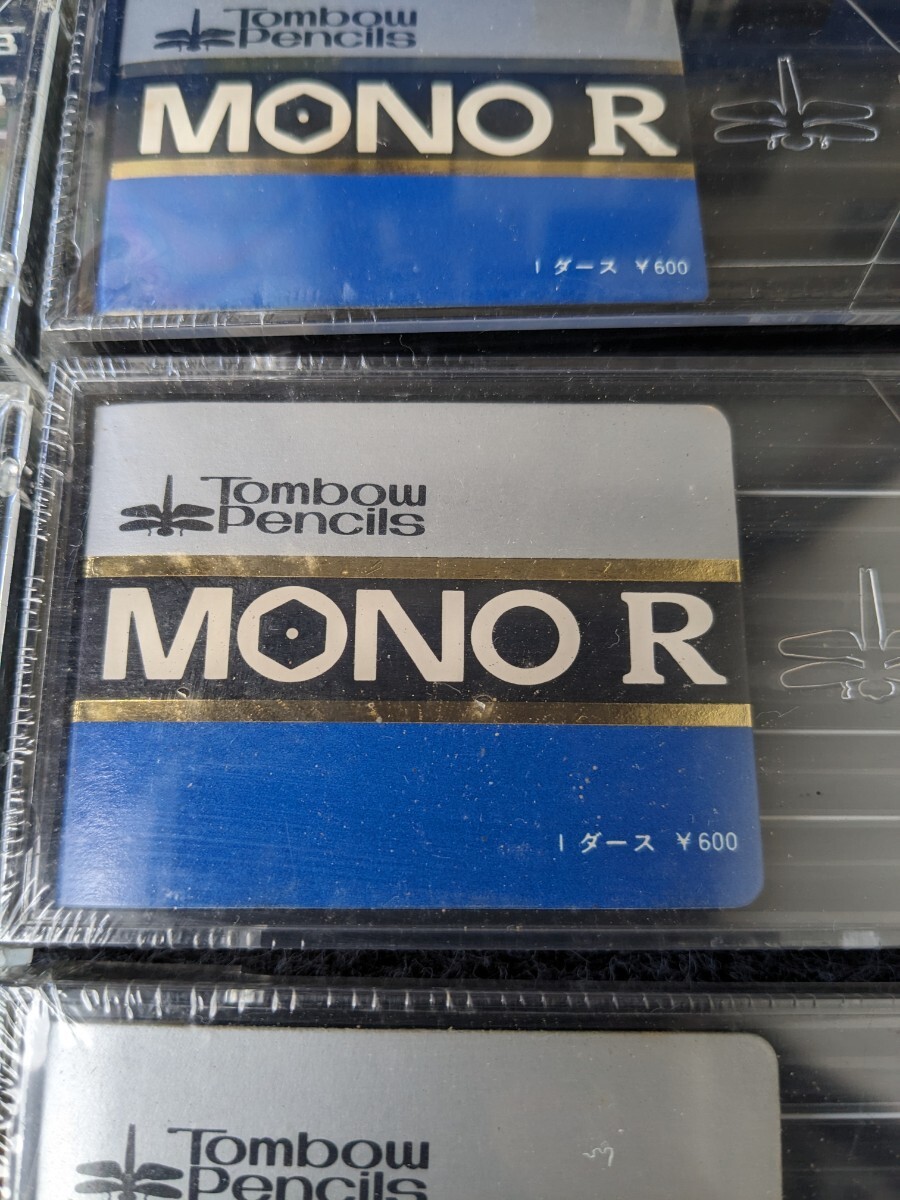 B
Tombow
Pencils
MONO R
1ダース ¥600
Tombow
Pencils
MONO R
1ダース ¥600
Tombow
Pencils